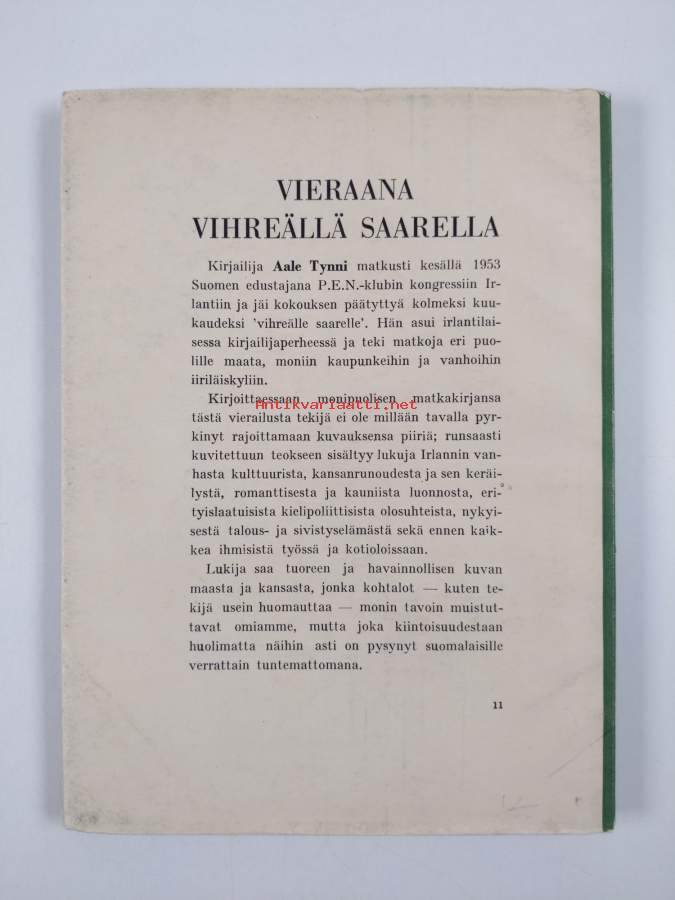 VIERAANA
VIHREÄLLÄ SAARELLA
Kirjailija Aale Tynni matkusti kesällä 1953
Suomen edustajana P.E.N.-klubin kongressiin Ir-
lantiin ja jäi kokouksen päätyttyä kolmeksi kuu-
kaudeksi 'vihreälle saarelle'. Hän asui irlantilai-
sessa kirjailijaperheessä ja teki matkoja eri puo-
lille maata, moniin kaupunkeihin ja vanhoihin
iiriläiskyliin.
Kirjoittaessaan monipuolisen matkakirjansa
Antikvariaatti.net
tästä vierailusta tekijä ei ole millään tavalla pyr-
kinyt rajoittamaan kuvauksensa piiriä; runsaasti
kuvitettuun teokseen sisältyy lukuja Irlannin van-
hasta kulttuurista, kansanrunoudesta ja sen keräi-
lystä, romanttisesta ja kauniista luonnosta, eri-
tyislaatuisista kielipoliittisista olosuhteista, nykyi-
sestä talous- ja sivistyselämästä sekä ennen kaik-
kea ihmisistä työssä ja kotioloissaan.
Lukija saa tuoreen ja havainnollisen kuvan
maasta ja kansasta, jonka kohtalot — kuten te-
kijä usein huomauttaa — monin tavoin muistut-
tavat omiamme, mutta joka kiintoisuudestaan
huolimatta näihin asti on pysynyt suomalaisille
verrattain tuntemattomana.
11